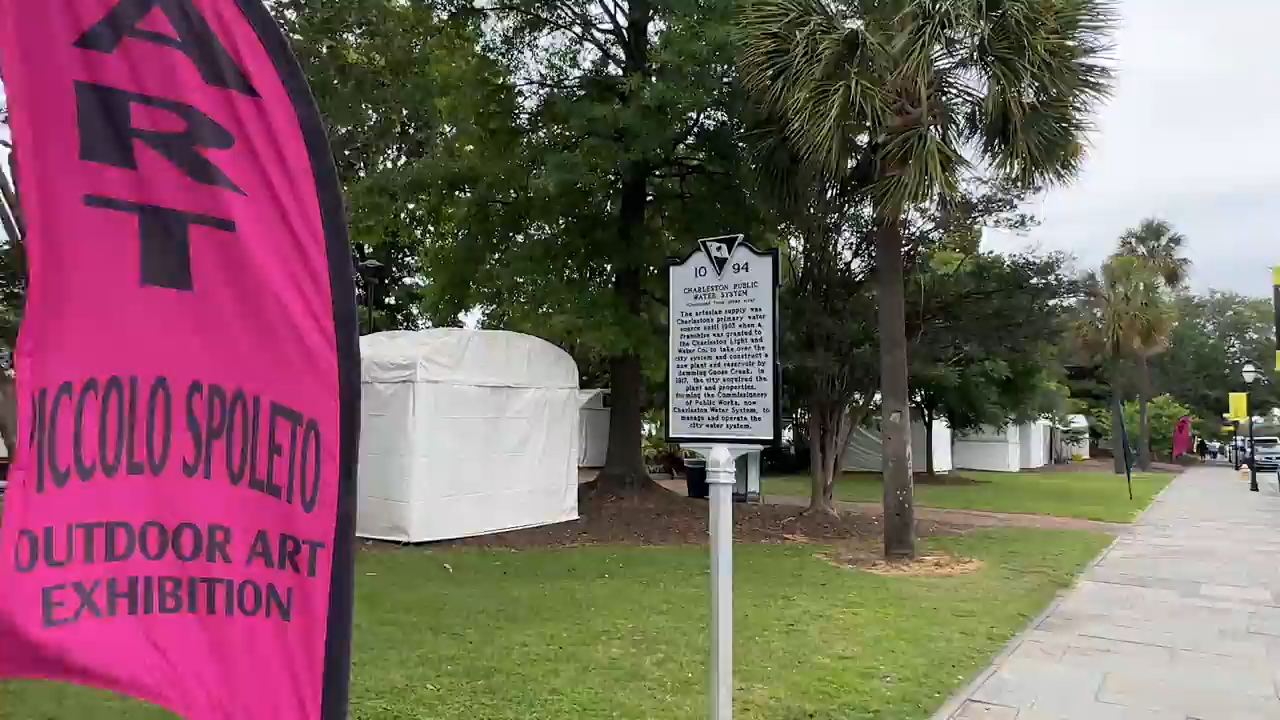 ART
PICCOLO SPOLETO
OUTDOOR ART
EXHIBITION
10 94
CHARLESTON PUBLIC
WATER SYSTEM
(Continued from other side)
The artesian supply was
Charleston's primary water
source until 1903 when a
franchise was granted to
the Charleston Light and
Water Co. to take over the
city system and construct a
new plant and reservoir by
damming Goose Creek. In
1917, the city acquired the
plant and properties,
forming the Commissioners
of Public Works, now
Charleston Water System, to
manage and operate the
city water system.